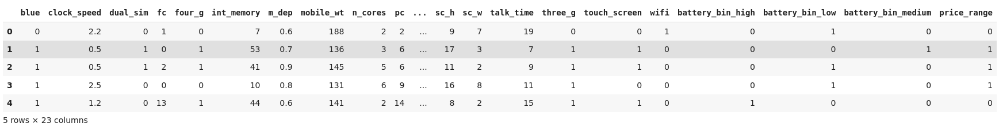 blue clock_speed dual_sim fc four_g int_memory m_dep mobile_wt n_cores pc ... sc_h sc_w talk_time three_g touch_screen wifi battery_bin_high battery_bin_low battery_bin_medium price_range
0 0 2.2 0 1 0 7 0.6 188 2 2 ... 9 7 19 0 0 1 0 1 0 0
1 1 0.5 1 0 1 53 0.7 136 3 6 ... 17 3 7 1 1 0 0 0 1 1
2 1 0.5 1 2 1 41 0.9 145 5 6 ... 11 2 9 1 1 0 0 1 0 1
3 1 2.5 0 0 0 10 0.8 131 6 9 ... 16 8 11 1 0 0 0 1 0 1
4 1 1.2 0 13 1 44 0.6 141 2 14 ... 8 2 15 1 1 0 1 0 0 0
5 rows × 23 columns